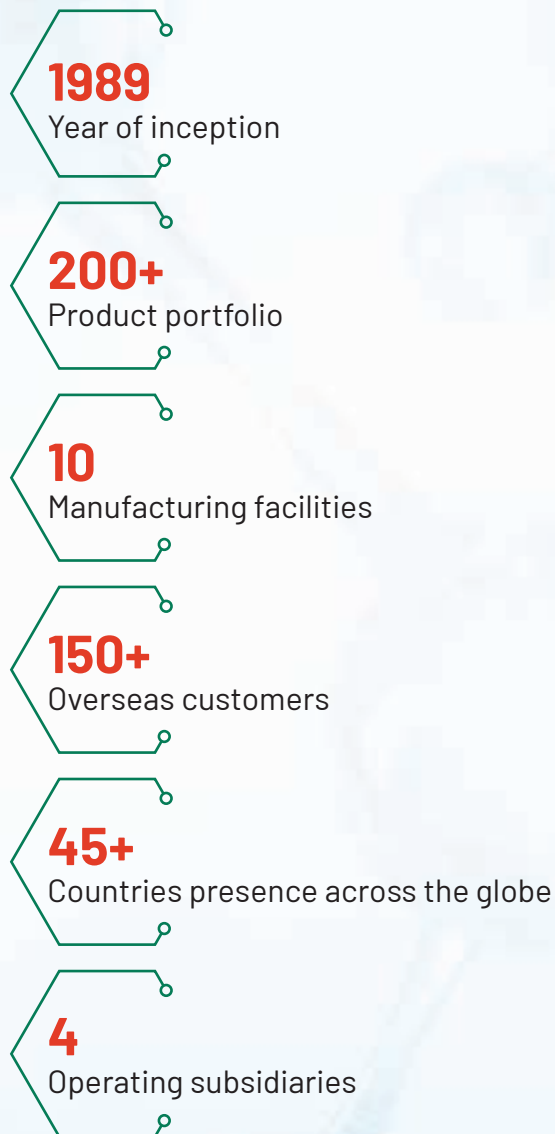 1989
Year of inception
200+
Product portfolio
10
Manufacturing facilities
150+
Overseas customers
45+
Countries presence across the globe
4
Operating subsidiaries